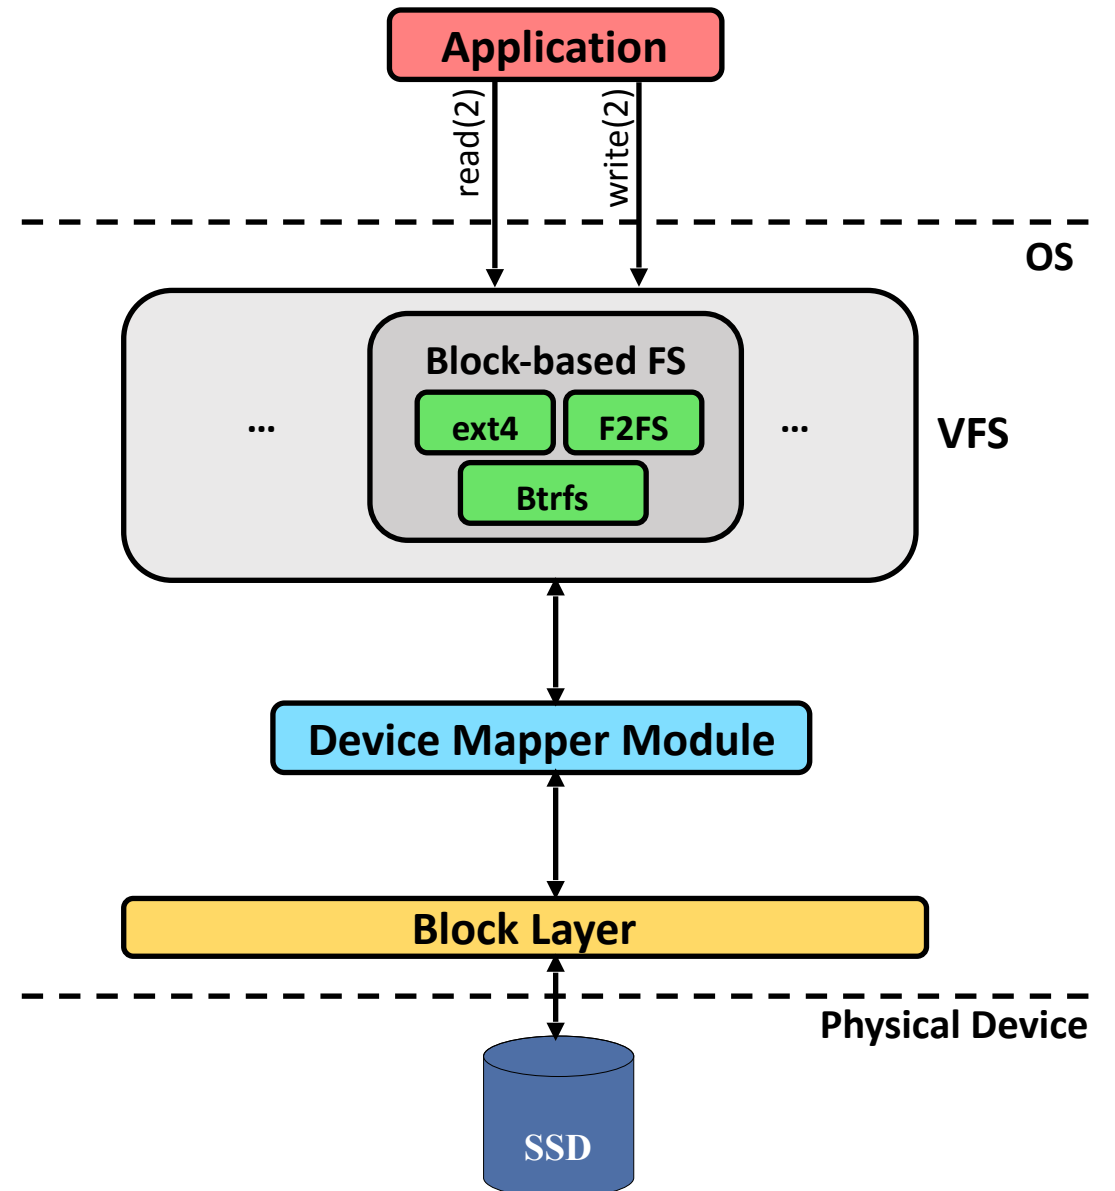 Application
read(2)
write(2)
OS
Block-based FS
ext4
F2FS
...
...
VFS
Btrfs
Device Mapper Module
Block Layer
Physical Device
SSD